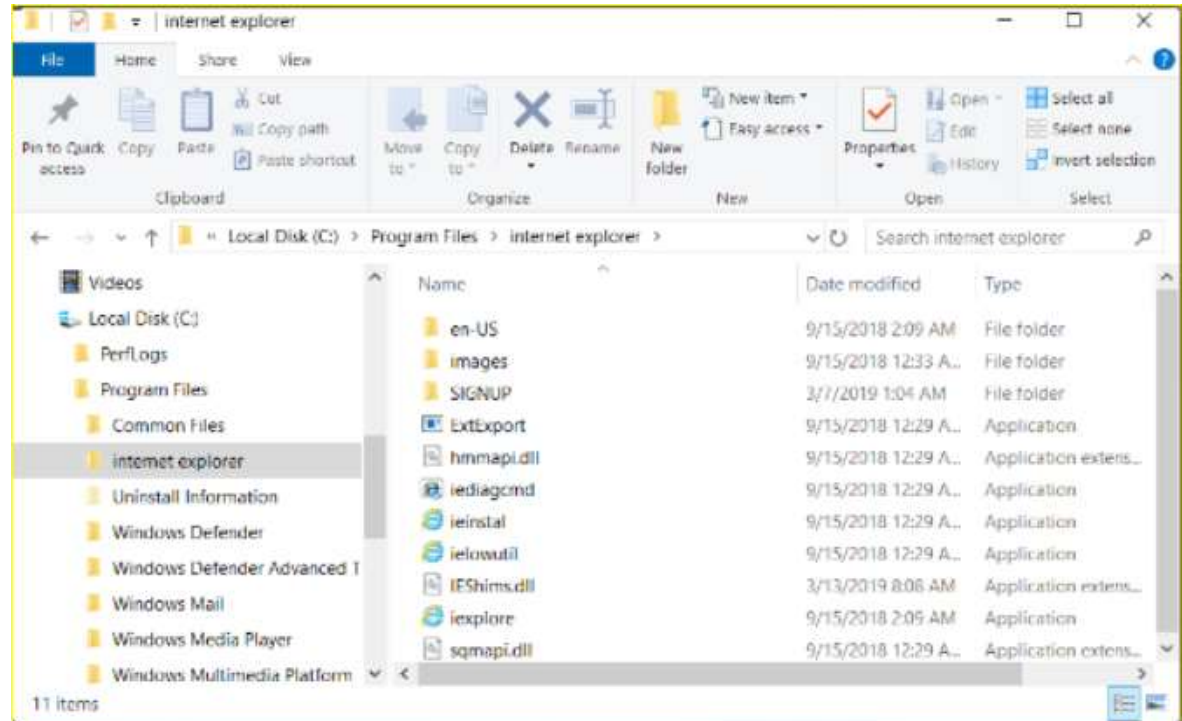 internet explorer
File Home Share View
Pin to Quick access
Copy
Paste
Cut
Copy path
Paste shortcut
Clipboard
Move to
Copy to
Delete
Rename
Organize
New folder
New item
Easy access
New
Properties
Open
Edit
History
Open
Select all
Select none
Invert selection
Select
« Local Disk (C:) > Program Files > internet explorer >
Search internet explorer
Videos
Local Disk (C:)
PerfLogs
Program Files
Common Files
internet explorer
Uninstall Information
Windows Defender
Windows Defender Advanced T
Windows Mail
Windows Media Player
Windows Multimedia Platform
Name Date modified Type
en-US 9/15/2018 2:09 AM File folder
images 9/15/2018 12:33 A... File folder
SIGNUP 3/7/2019 1:04 AM File folder
ExtExport 9/15/2018 12:29 A... Application
hmmapi.dll 9/15/2018 12:29 A... Application extens...
iediagcmd 9/15/2018 12:29 A... Application
ieinstal 9/15/2018 12:29 A... Application
ielowutil 9/15/2018 12:29 A... Application
IEShims.dll 3/13/2019 8:08 AM Application extens...
iexplore 9/15/2018 2:09 AM Application
sqmapi.dll 9/15/2018 12:29 A... Application extens...
11 items